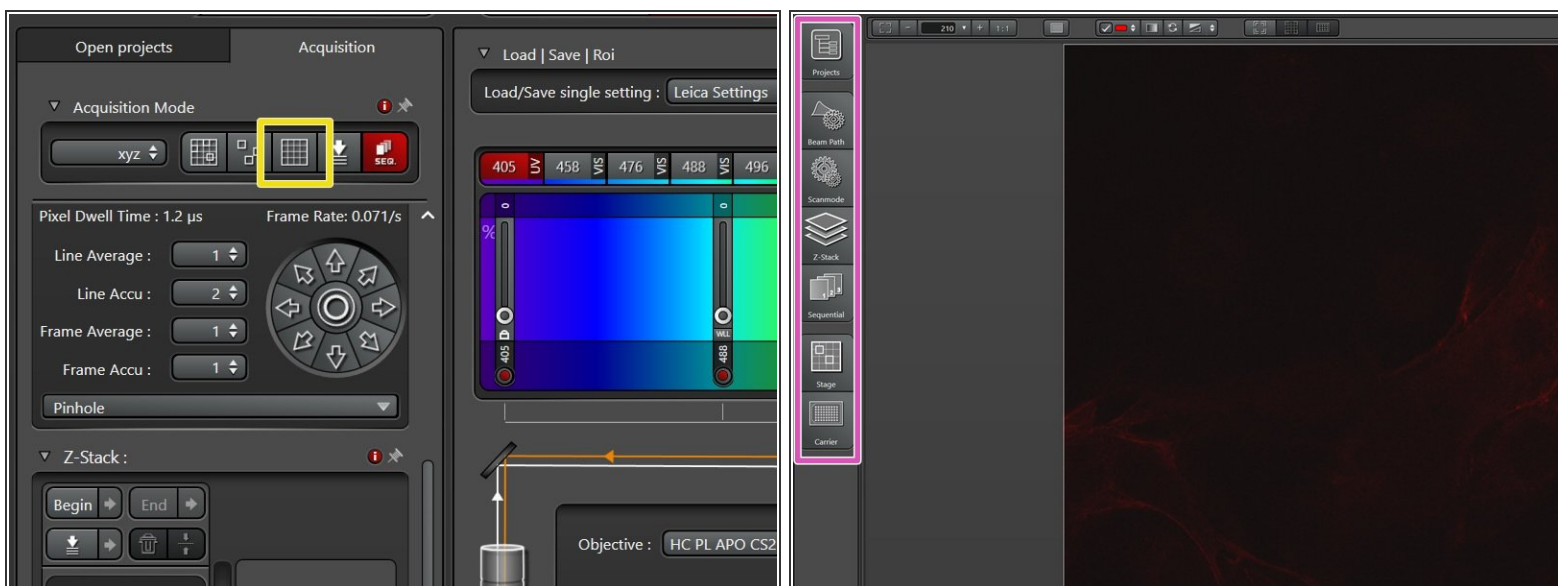 Open projects
Acquisition
Acquisition Mode
xyz
SEQ.
Pixel Dwell Time : 1.2 µs
Frame Rate: 0.071/s
Line Average :
1
Line Accu :
2
Frame Average :
1
Frame Accu :
1
Pinhole
Z-Stack :
Begin
End
Load | Save | Roi
Load/Save single setting :
Leica Settings
405 UV 458 VIS 476 VIS 488 VIS 496
0
0
%
405
WLL
488
Objective :
HC PL APO CS2
210
1:1
Projects
Beam Path
Scanmode
Z-Stack
Sequential
Stage
Carrier